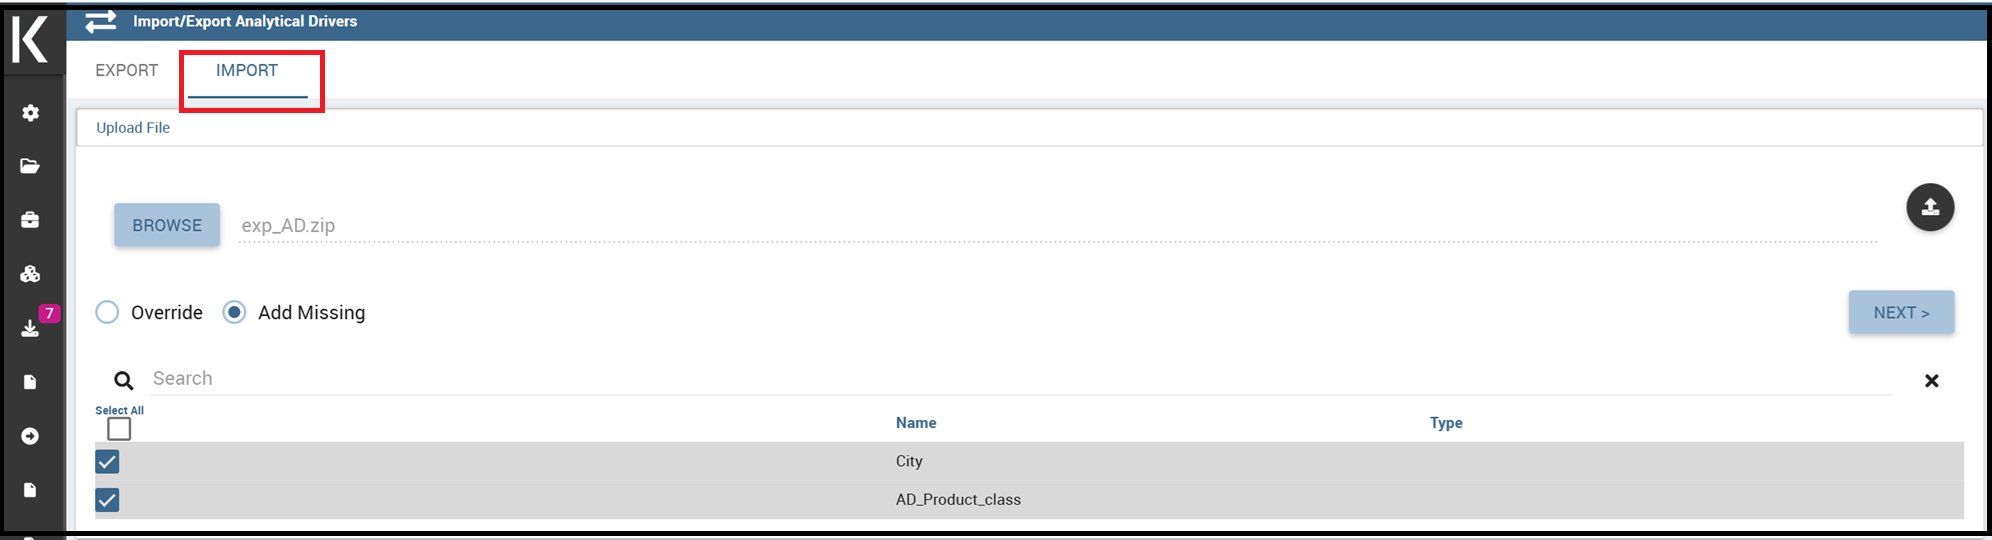 K
Import/Export Analytical Drivers
EXPORT IMPORT
Upload File
BROWSE exp_AD.zip
Override Add Missing NEXT >
7
Search
Select All
Name Type
City
AD_Product_class